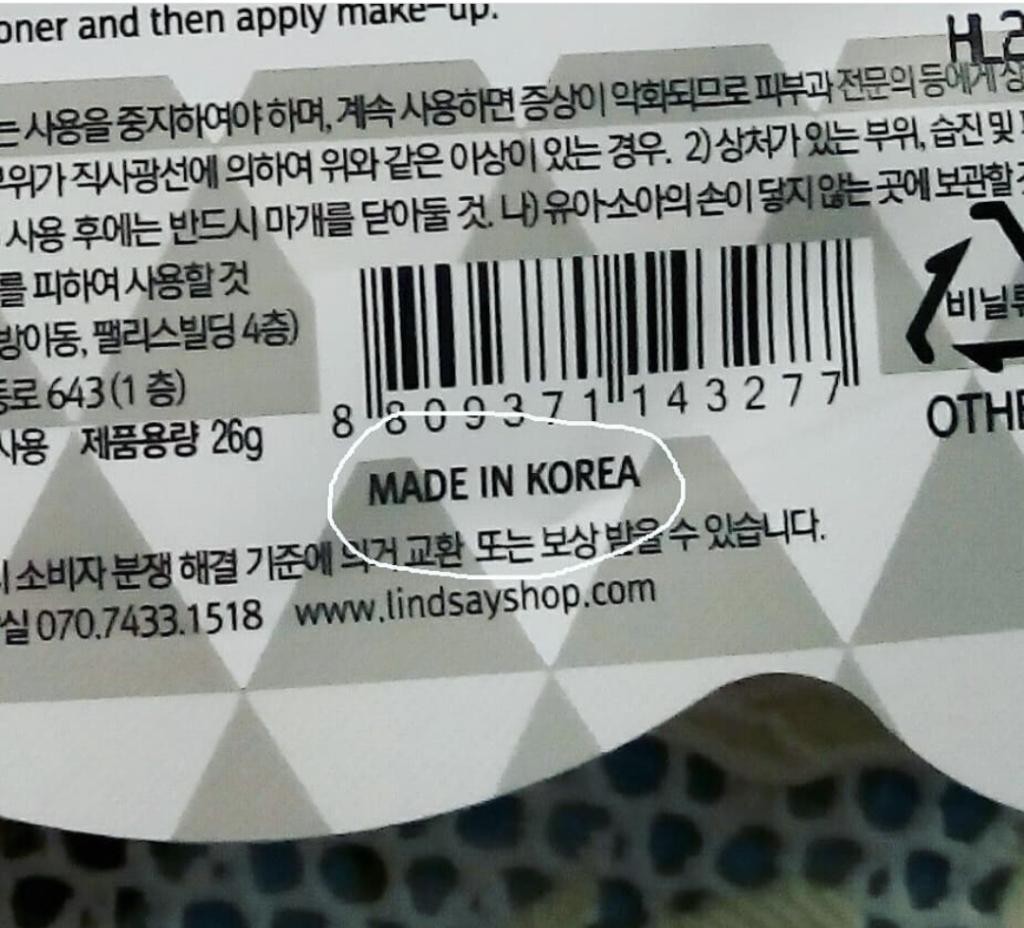 oner and then apply make-up.
HL2
는 사용을 중지하여야 하며, 계속 사용하면 증상이 악화되므로 피부과 전문의 등에게 상
부위가 직사광선에 의하여 위와 같은 이상이 있는 경우. 2) 상처가 있는 부위, 습진 및
사용 후에는 반드시 마개를 닫아둘 것. 나) 유아·소아의 손이 닿지 않는 곳에 보관할
를 피하여 사용할 것
방이동, 팰리스빌딩 4층)
로 643 (1 층)
사용 제품용량 26g
8 809371 143277
비닐류
OTHE
MADE IN KOREA
소비자 분쟁 해결 기준에 의거 교환 또는 보상 받을 수 있습니다.
실 070.7433.1518 www.lindsayshop.com